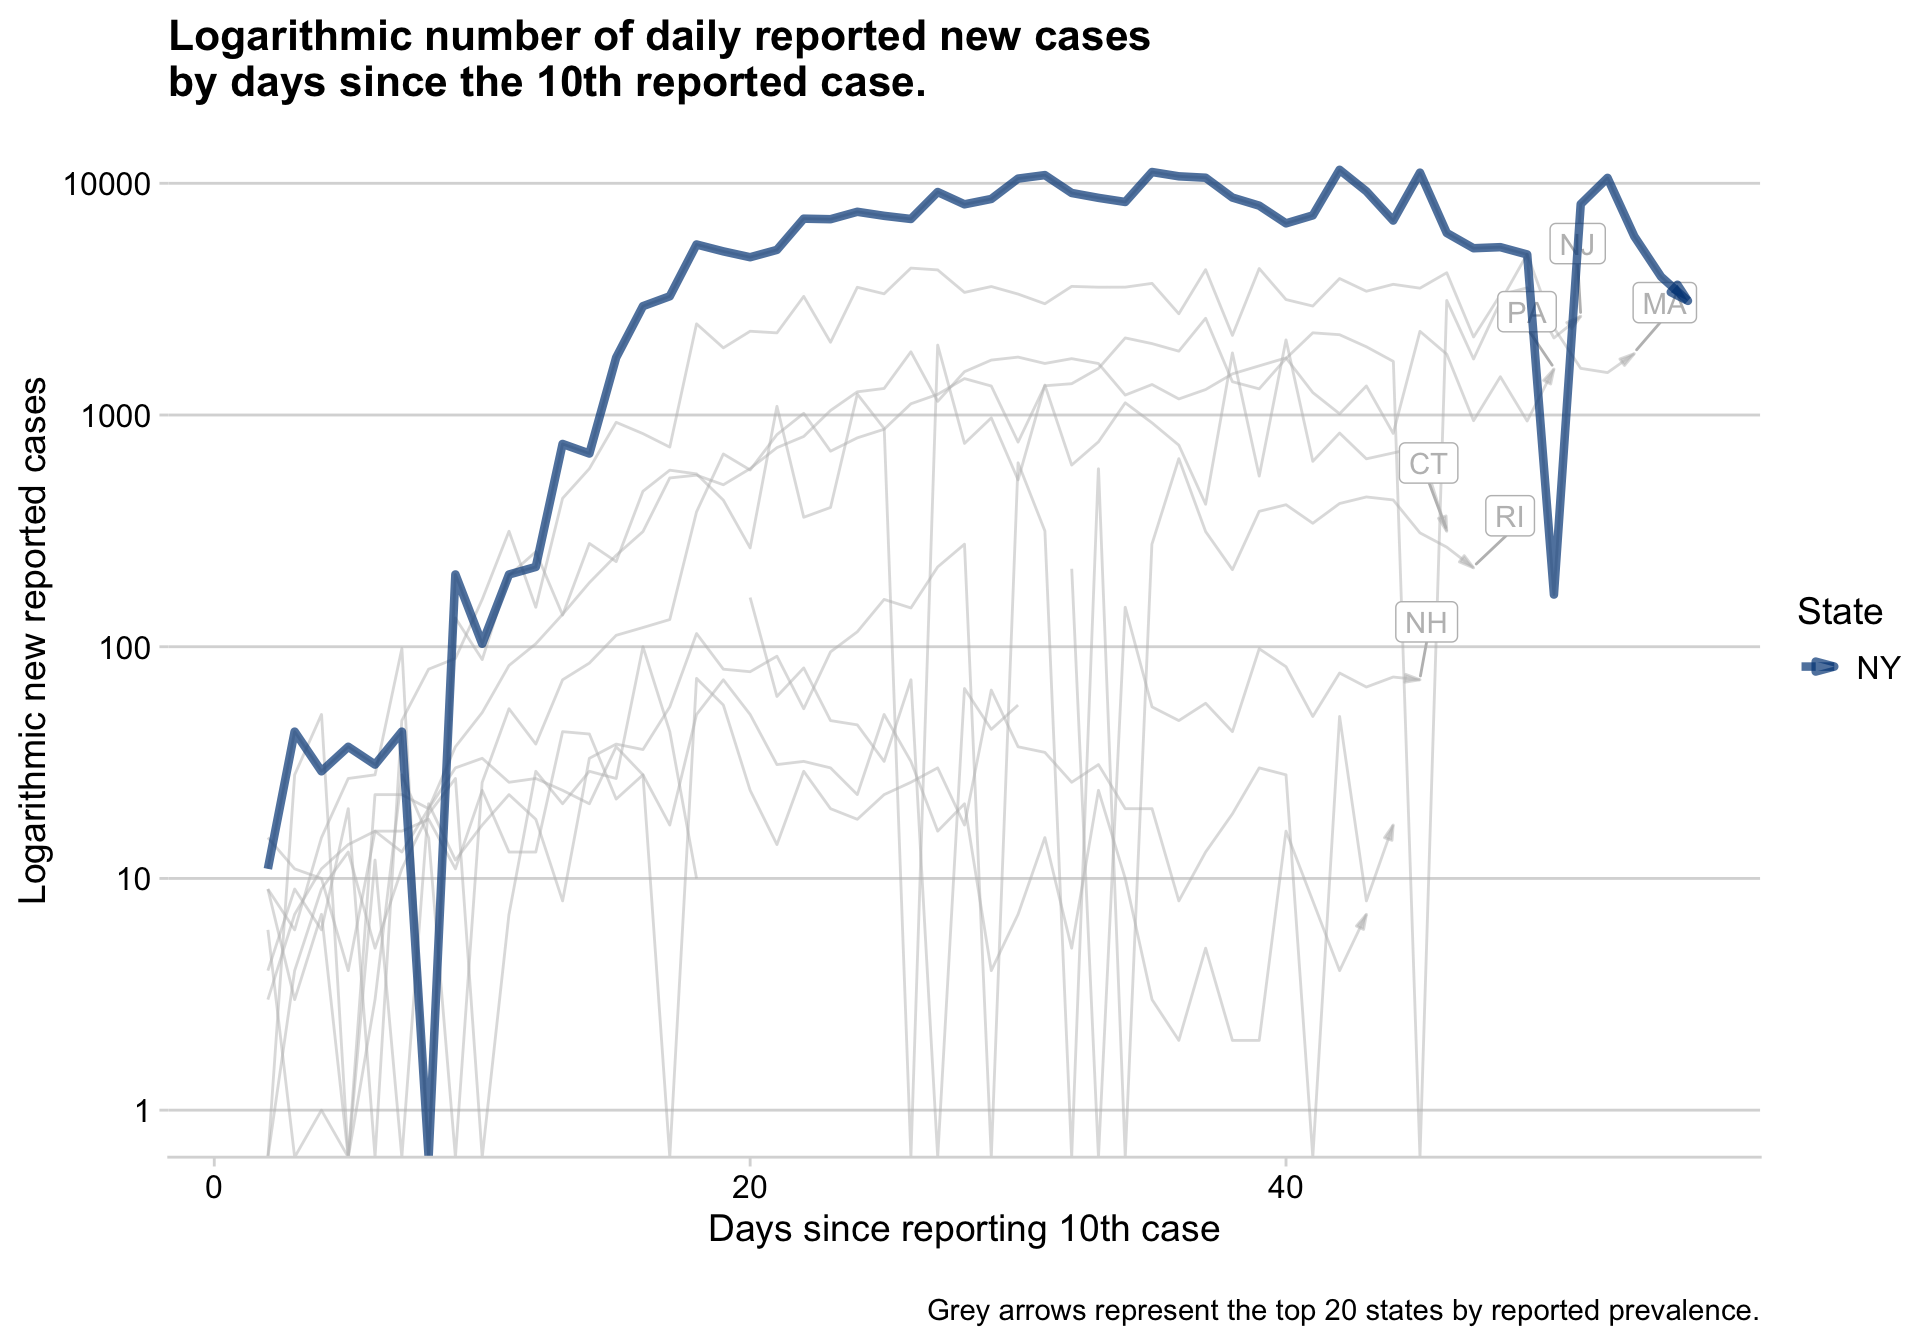 Logarithmic number of daily reported new cases
by days since the 10th reported case.
Logarithmic new reported cases
10000
1000
100
10
1
NJ
PA
MA
CT
RI
NH
State
NY
0
20
40
Days since reporting 10th case
Grey arrows represent the top 20 states by reported prevalence.